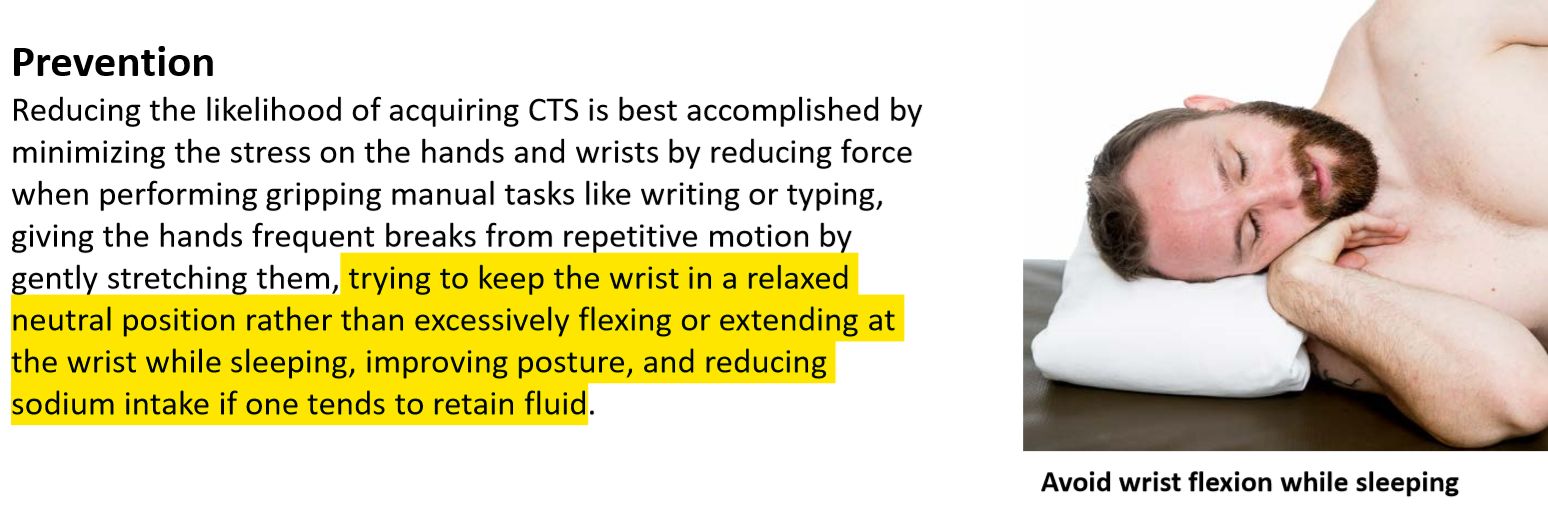 Prevention
Reducing the likelihood of acquiring CTS is best accomplished by
minimizing the stress on the hands and wrists by reducing force
when performing gripping manual tasks like writing or typing,
giving the hands frequent breaks from repetitive motion by
gently stretching them, trying to keep the wrist in a relaxed
neutral position rather than excessively flexing or extending at
the wrist while sleeping, improving posture, and reducing
sodium intake if one tends to retain fluid.
Avoid wrist flexion while sleeping